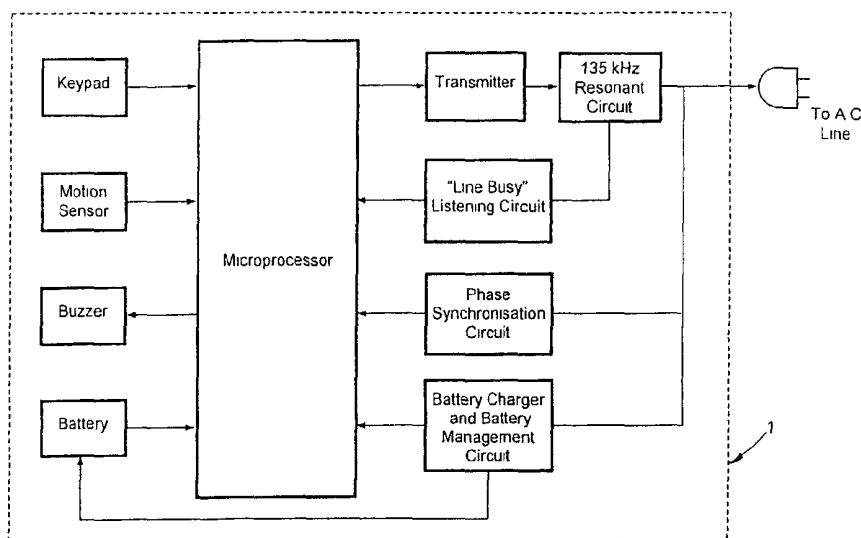 Keypad
Transmitter
135 kHz
Resonant
Circuit
To A C
Line
Motion
Sensor
"Line Busy"
Listening Circuit
Microprocessor
Buzzer
Phase
Synchronisation
Circuit
Battery
Battery Charger
and Battery
Management
Circuit
1